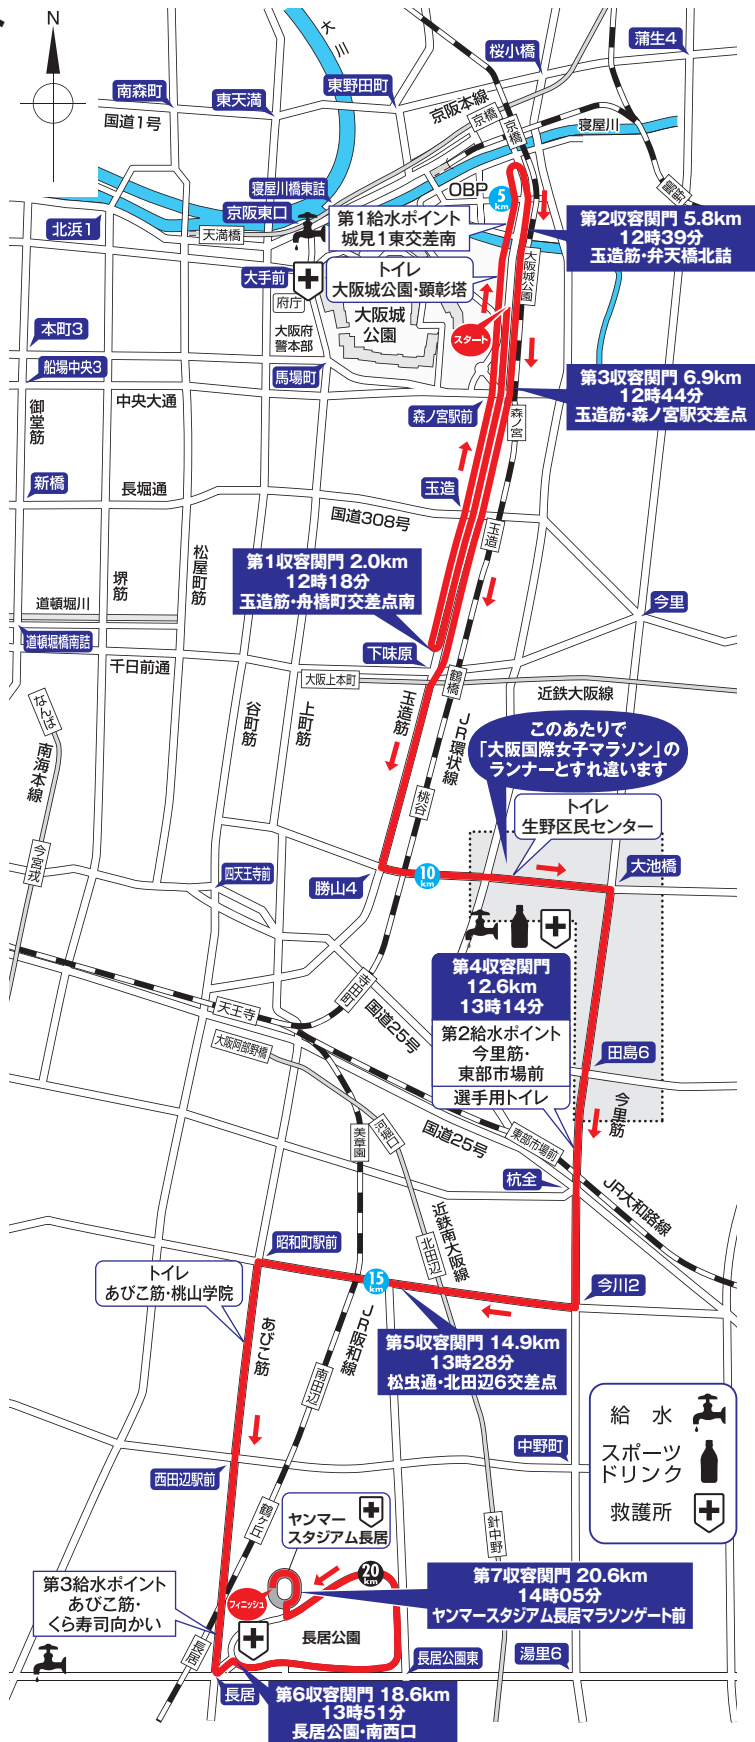 N
大川
桜小橋
蒲生4
南森町
東天満
東野田町
国道1号
京阪本線
京橋
京橋
寝屋川
鴫野
寝屋川橋東詰
OBP
5
km
京阪東口
北浜1
天満橋
第1給水ポイント
城見1東交差南
第2収容関門 5.8km
12時39分
玉造筋・弁天橋北詰
大手前
トイレ
大阪城公園・顕彰塔
大阪城公園
府庁
大阪府
警本部
大阪城
公園
スタート
本町3
船場中央3
馬場町
第3収容関門 6.9km
12時44分
玉造筋・森ノ宮駅交差点
御堂筋
中央大通
森ノ宮駅前
森ノ宮
新橋
長堀通
玉造
国道308号
玉造
堺筋
松屋町筋
第1収容関門 2.0km
12時18分
玉造筋・舟橋町交差点南
道頓堀川
今里
道頓堀橋南詰
千日前通
下味原
大阪上本町
鶴橋
近鉄大阪線
なんば
南海本線
谷町筋
上町筋
玉造筋
JR環状線
このあたりで
「大阪国際女子マラソン」の
ランナーとすれ違います
桃谷
トイレ
生野区民センター
今宮戎
四天王寺前
勝山4
10
km
大池橋
第4収容関門
12.6km
13時14分
第2給水ポイント
今里筋・
東部市場前
選手用トイレ
寺田町
国道25号
天王寺
大阪阿部野橋
田島6
今里筋
美章園
河堀口
国道25号
東部市場前
杭全
JR大和路線
昭和町駅前
近鉄南大阪線
北田辺
トイレ
あびこ筋・桃山学院
15
km
今川2
あびこ筋
JR阪和線
南田辺
第5収容関門 14.9km
13時28分
松虫通・北田辺6交差点
給 水
スポーツ
ドリンク
救護所
中野町
西田辺駅前
鶴ヶ丘
ヤンマー
スタジアム長居
針中野
第3給水ポイント
あびこ筋・
くら寿司向かい
フィニッシュ
20
km
第7収容関門 20.6km
14時05分
ヤンマースタジアム長居マラソンゲート前
長居
長居公園
長居公園東
湯里6
長居
第6収容関門 18.6km
13時51分
長居公園・南西口